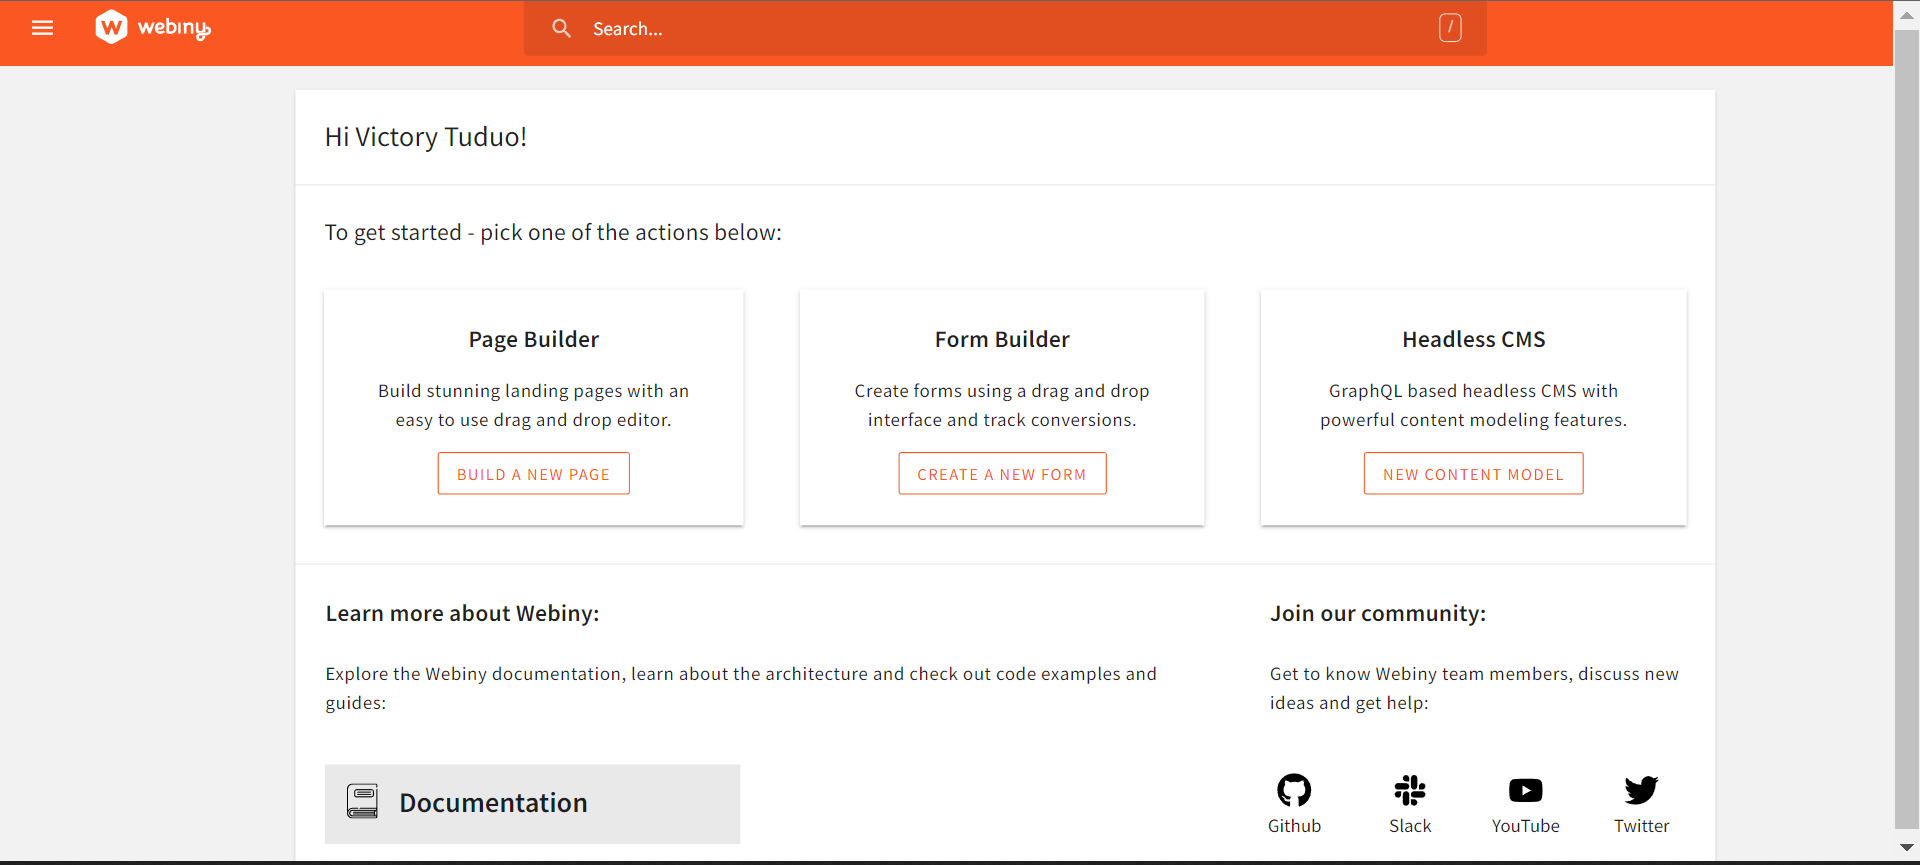 webiny
Search...
/
Hi Victory Tuduo!
To get started - pick one of the actions below:
Page Builder
Build stunning landing pages with an
easy to use drag and drop editor.
BUILD A NEW PAGE
Form Builder
Create forms using a drag and drop
interface and track conversions.
CREATE A NEW FORM
Headless CMS
GraphQL based headless CMS with
powerful content modeling features.
NEW CONTENT MODEL
Learn more about Webiny:
Explore the Webiny documentation, learn about the architecture and check out code examples and
guides:
Documentation
Join our community:
Get to know Webiny team members, discuss new
ideas and get help:
Github
Slack
YouTube
Twitter